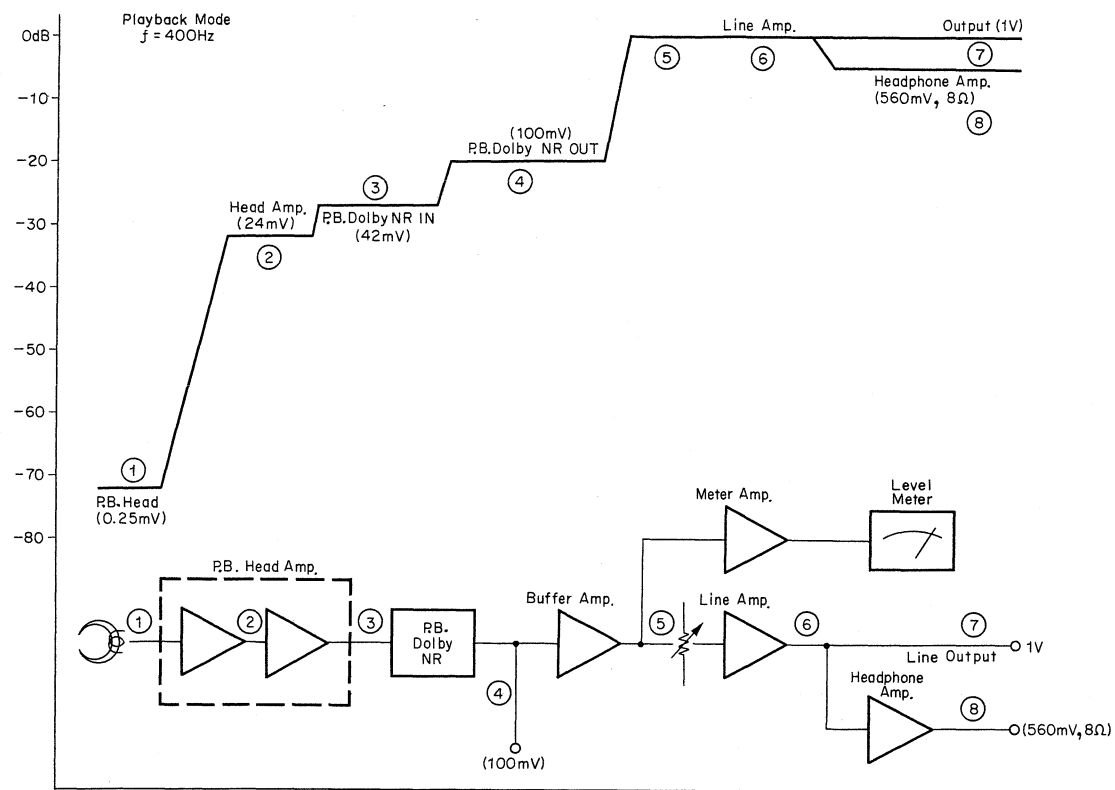 Playback Mode
f = 400Hz
0dB
-10
-20
-30
-40
-50
-60
-70
-80
Line Amp.
Output (1V)
5
6
7
Headphone Amp.
(560mV, 8Ω)
8
(100mV)
P.B.Dolby NR OUT
4
3
P.B.Dolby NR IN
(42mV)
Head Amp.
(24mV)
2
1
P.B.Head
(0.25mV)
P.B. Head Amp.
1
2
3
P.B.
Dolby
NR
4
(100mV)
Buffer Amp.
Meter Amp.
Level
Meter
5
Line Amp.
6
7
Line Output
1V
Headphone
Amp.
8
(560mV, 8Ω)